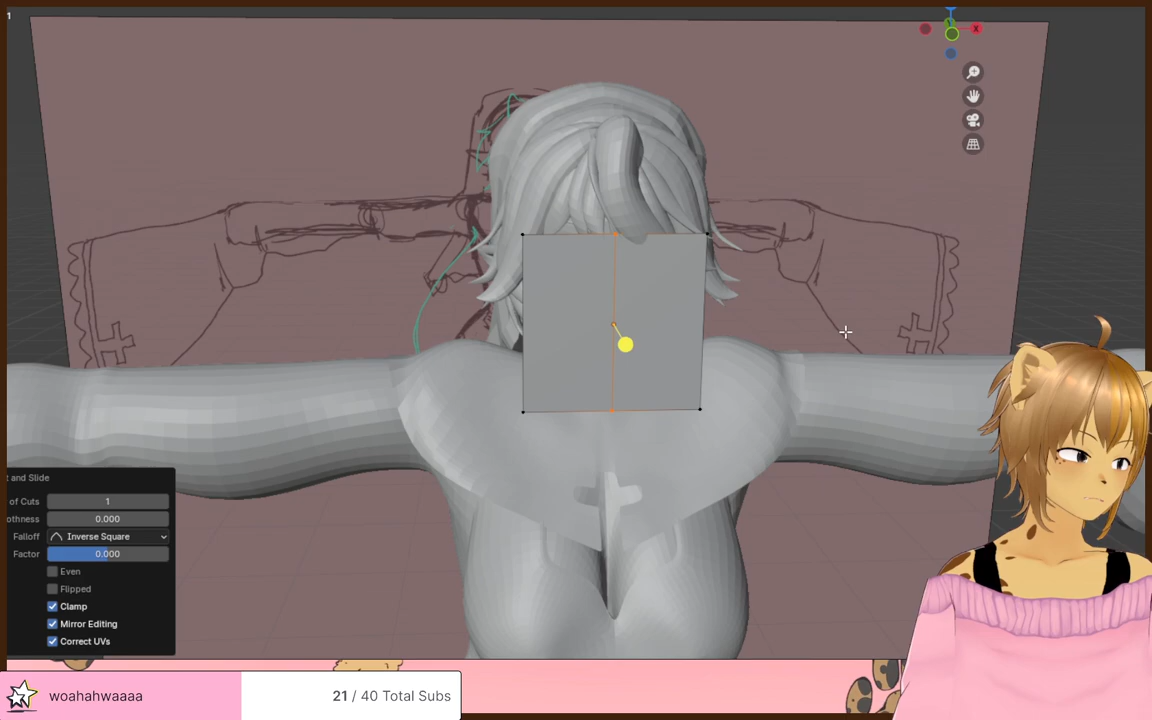 1
X
t and Slide
of Cuts 1
othness 0.000
Falloff Inverse Square
Factor 0.000
Even
Flipped
Clamp
Mirror Editing
Correct UVs
woahahwaaaa 21 / 40 Total Subs